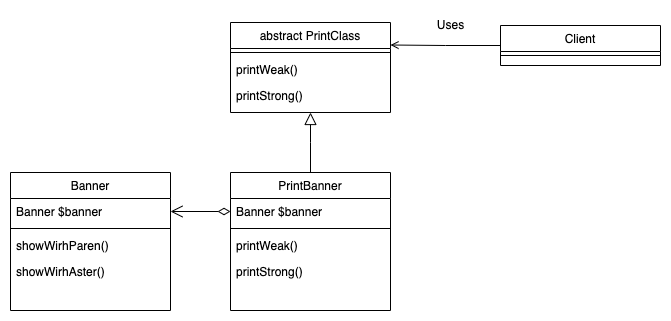 abstract PrintClass
printWeak()
printStrong()
Uses
Client
Banner
Banner $banner
showWirhParen()
showWirhAster()
PrintBanner
Banner $banner
printWeak()
printStrong()